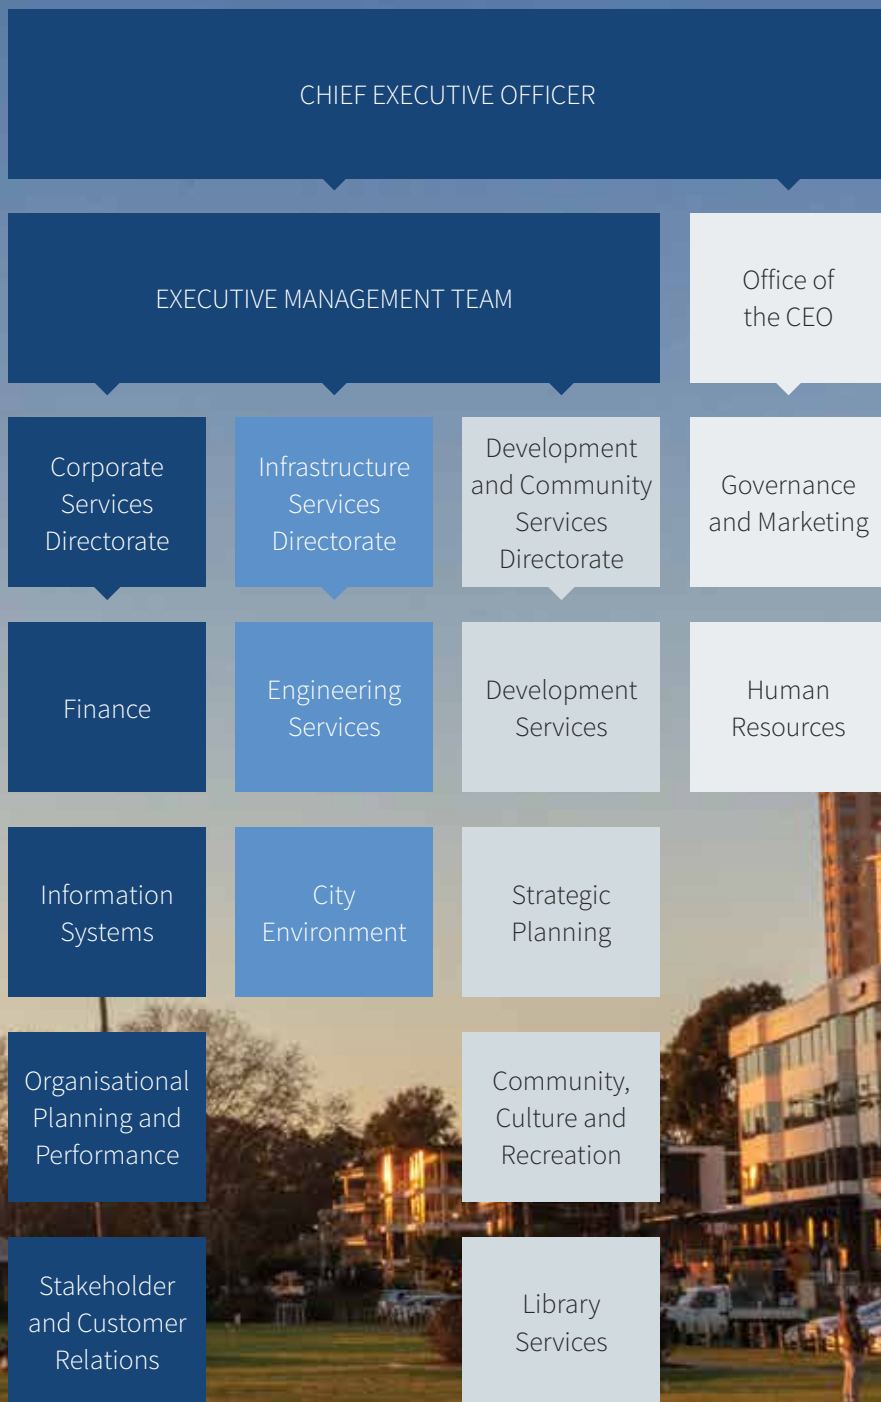 CHIEF EXECUTIVE OFFICER
EXECUTIVE MANAGEMENT TEAM
Office of
the CEO
Corporate
Services
Directorate
Infrastructure
Services
Directorate
Development
and Community
Services
Directorate
Governance
and Marketing
Finance
Engineering
Services
Development
Services
Human
Resources
Information
Systems
City
Environment
Strategic
Planning
Organisational
Planning and
Performance
Community,
Culture and
Recreation
Stakeholder
and Customer
Relations
Library
Services